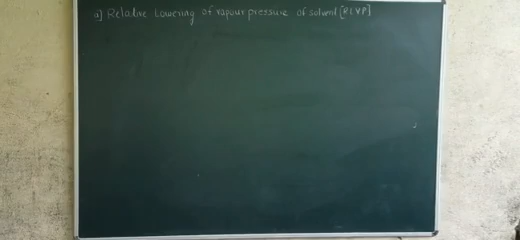 a] Relative Lowering of vapour pressure of solvent [RLVP]